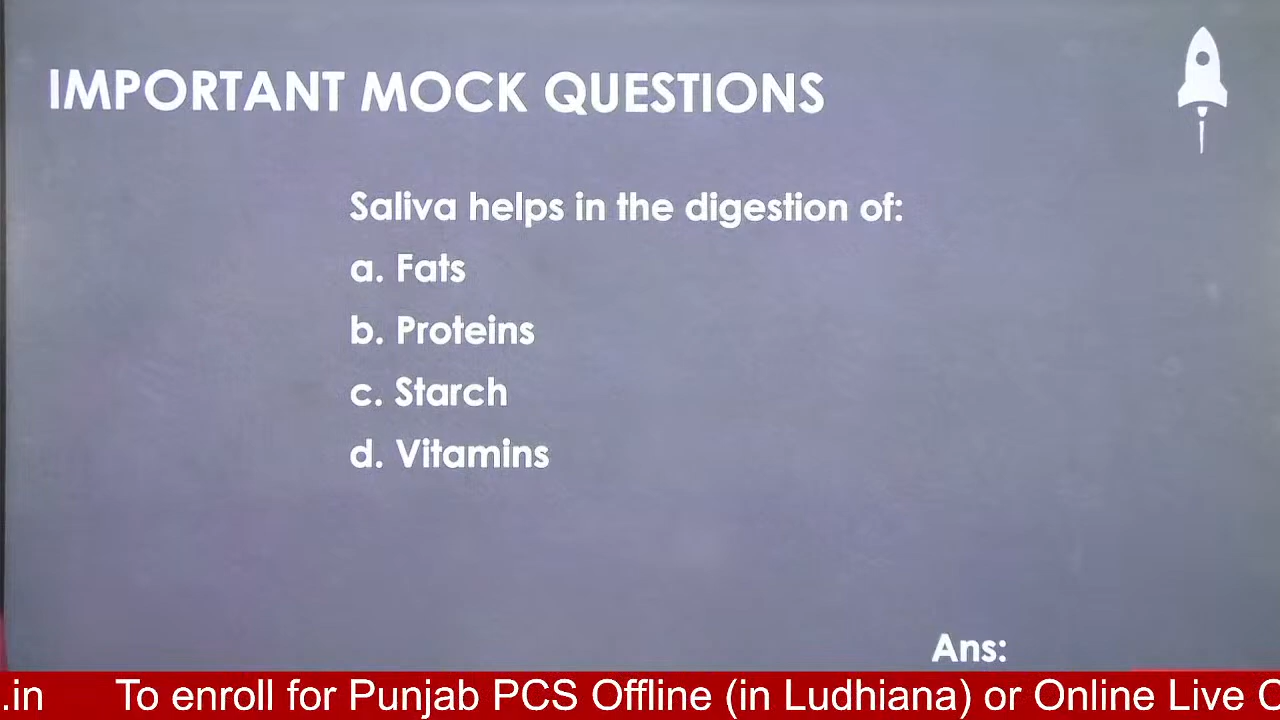 IMPORTANT MOCK QUESTIONS
Saliva helps in the digestion of:
a. Fats
b. Proteins
c. Starch
d. Vitamins
Ans:
.in To enroll for Punjab PCS Offline (in Ludhiana) or Online Live C